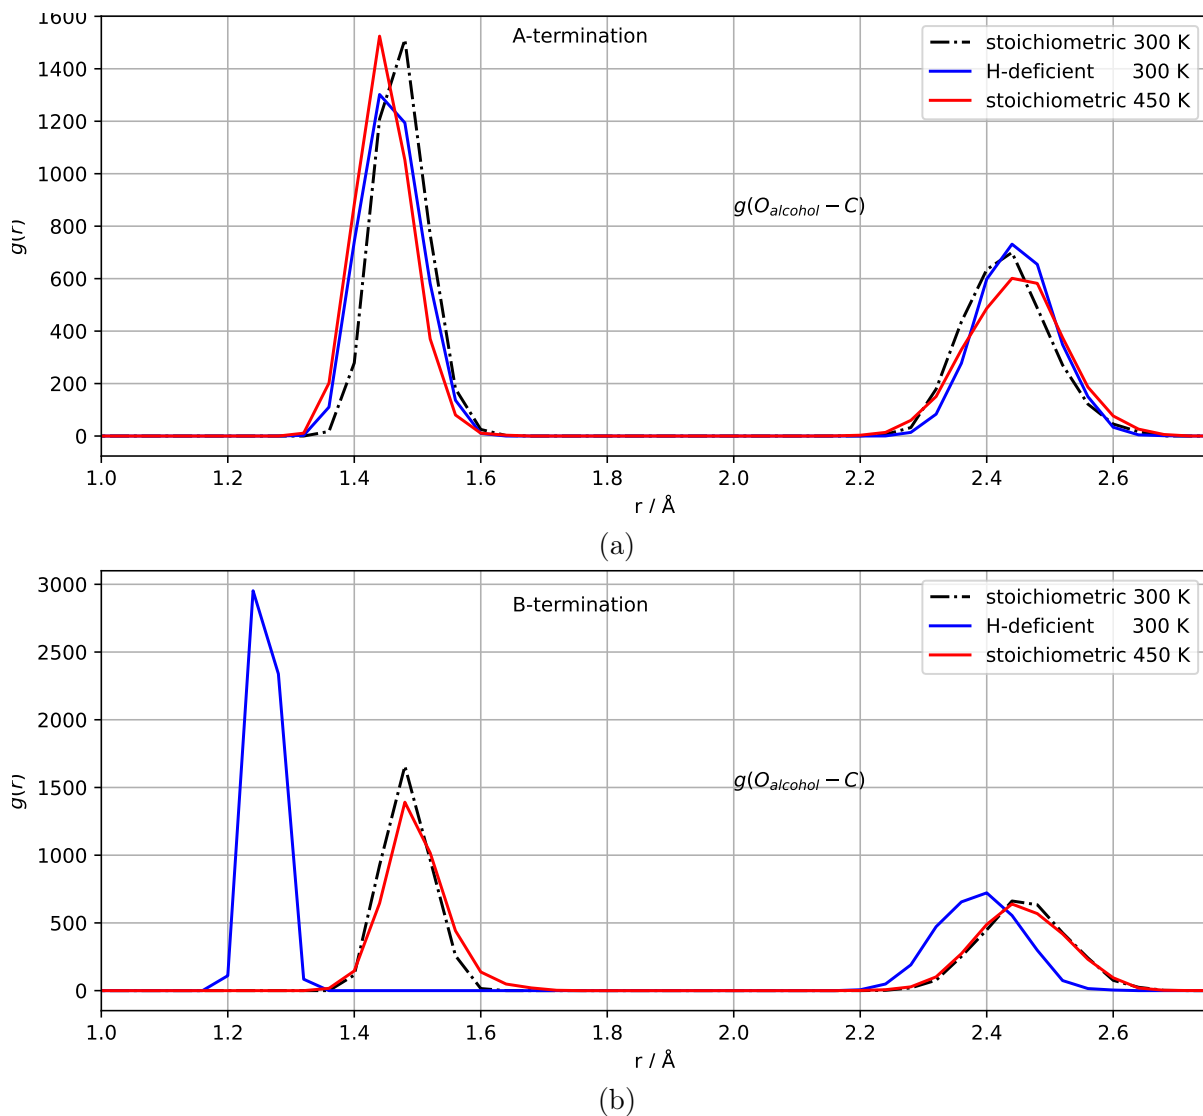 1600
A-termination
stoichiometric 300 K
H-deficient 300 K
stoichiometric 450 K
1400
1200
1000
g(O_alcohol − C)
800
600
400
200
0
g(r)
1.0 1.2 1.4 1.6 1.8 2.0 2.2 2.4 2.6
r / Å
(a)
3000
B-termination
stoichiometric 300 K
H-deficient 300 K
stoichiometric 450 K
2500
2000
1500
g(O_alcohol − C)
1000
500
0
g(r)
1.0 1.2 1.4 1.6 1.8 2.0 2.2 2.4 2.6
r / Å
(b)